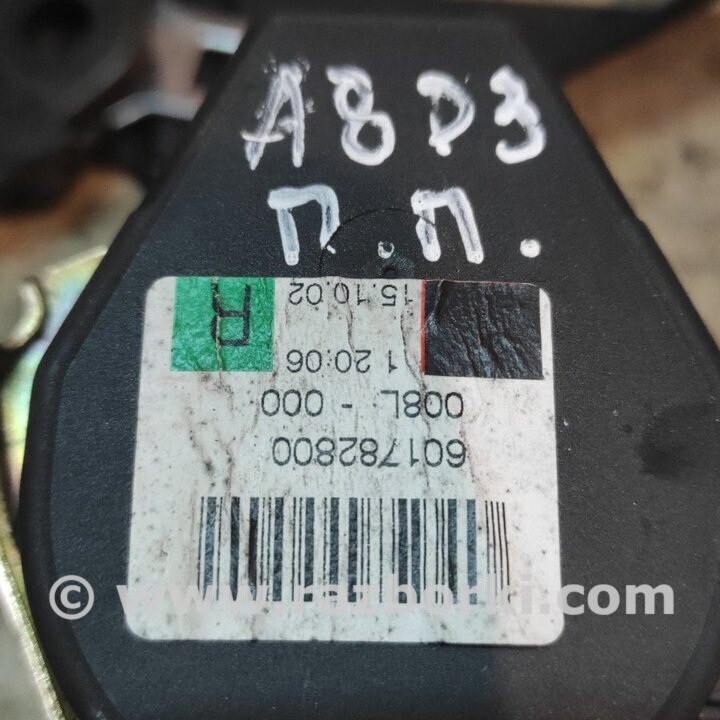 A8 D3
П.П.
601782800
008L - 000
1 20:06
15.10.02
R
© www.razborki.com